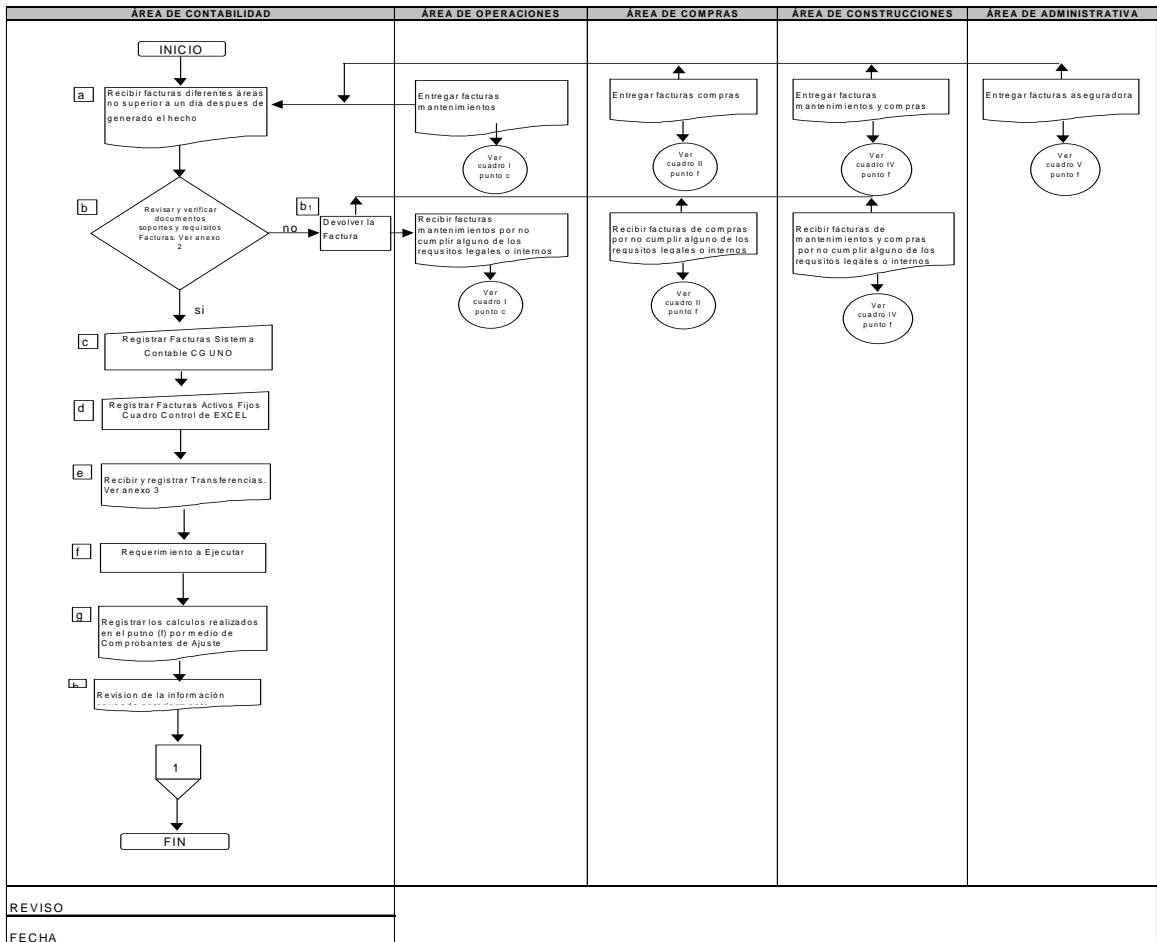 ÁREA DE CONTABILIDAD
ÁREA DE OPERACIONES
ÁREA DE COMPRAS
ÁREA DE CONSTRUCCIONES
ÁREA DE ADMINISTRATIVA
INICIO
a
Recibir facturas diferentes áreas
no superior a un dia despues de
generado el hecho
Entregar facturas
mantenimientos
Entregar facturas compras
Entregar facturas
mantenimientos y compras
Entregar facturas aseguradora
Ver
cuadro I
punto c
Ver
cuadro II
punto f
Ver
cuadro IV
punto f
Ver
cuadro V
punto f
b
Revisar y verificar
documentos
soportes y requisitos
Facturas. Ver anexo
2
no
b1
Devolver la
Factura
Recibir facturas
mantenimientos por no
cumplir alguno de los
requsitos legales o internos
Recibir facturas de compras
por no cumplir alguno de los
requsitos legales o internos
Recibir facturas de
mantenimientos y compras
por no cumplir alguno de los
requsitos legales o internos
Ver
cuadro I
punto c
Ver
cuadro II
punto f
Ver
cuadro IV
punto f
si
c
Registrar Facturas Sistema
Contable CG UNO
d
Registrar Facturas Activos Fijos
Cuadro Control de EXCEL
e
Recibir y registrar Transferencias.
Ver anexo 3
f
Requerimiento a Ejecutar
g
Registrar los calculos realizados
en el putno (f) por medio de
Comprobantes de Ajuste
h
Revision de la información
1
FIN
REVISO
FECHA